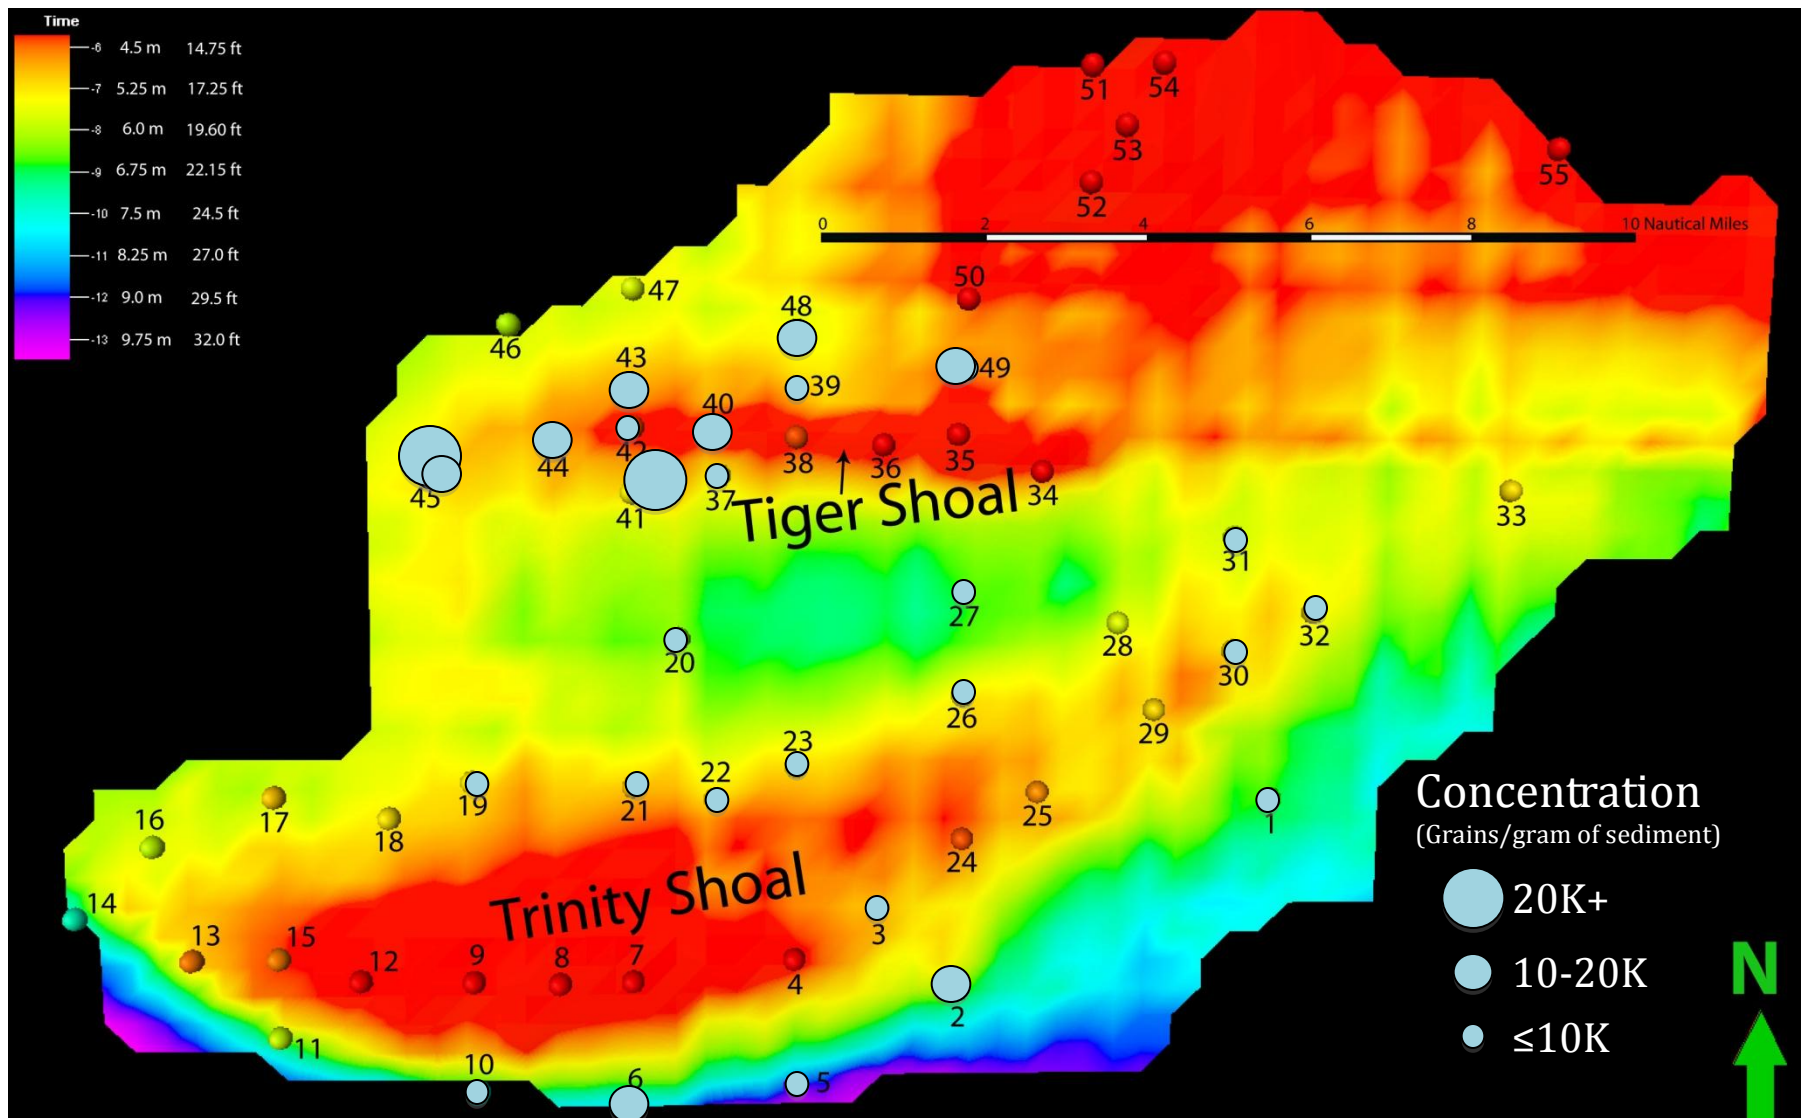 Time
-6 4.5 m 14.75 ft
-7 5.25 m 17.25 ft
-8 6.0 m 19.60 ft
-9 6.75 m 22.15 ft
-10 7.5 m 24.5 ft
-11 8.25 m 27.0 ft
-12 9.0 m 29.5 ft
-13 9.75 m 32.0 ft
51 54
53
55
52
0 2 4 6 8 10 Nautical Miles
50
47
48
46
43
49
39
40
42
44
38 36 35
45
37
34
41
Tiger Shoal
33
31
27
28
32
20
30
26
29
23
22
19
21
25
16
17
18
1
24
Trinity Shoal
14
3
13 15
12 9 8 7
4
2
11
10
6
5
Concentration
(Grains/gram of sediment)
20K+
10-20K
≤10K
N